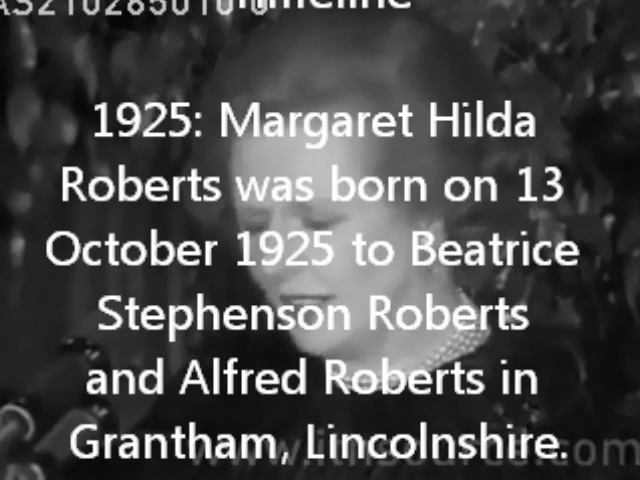 Timeline
1925: Margaret Hilda
Roberts was born on 13
October 1925 to Beatrice
Stephenson Roberts
and Alfred Roberts in
Grantham, Lincolnshire.